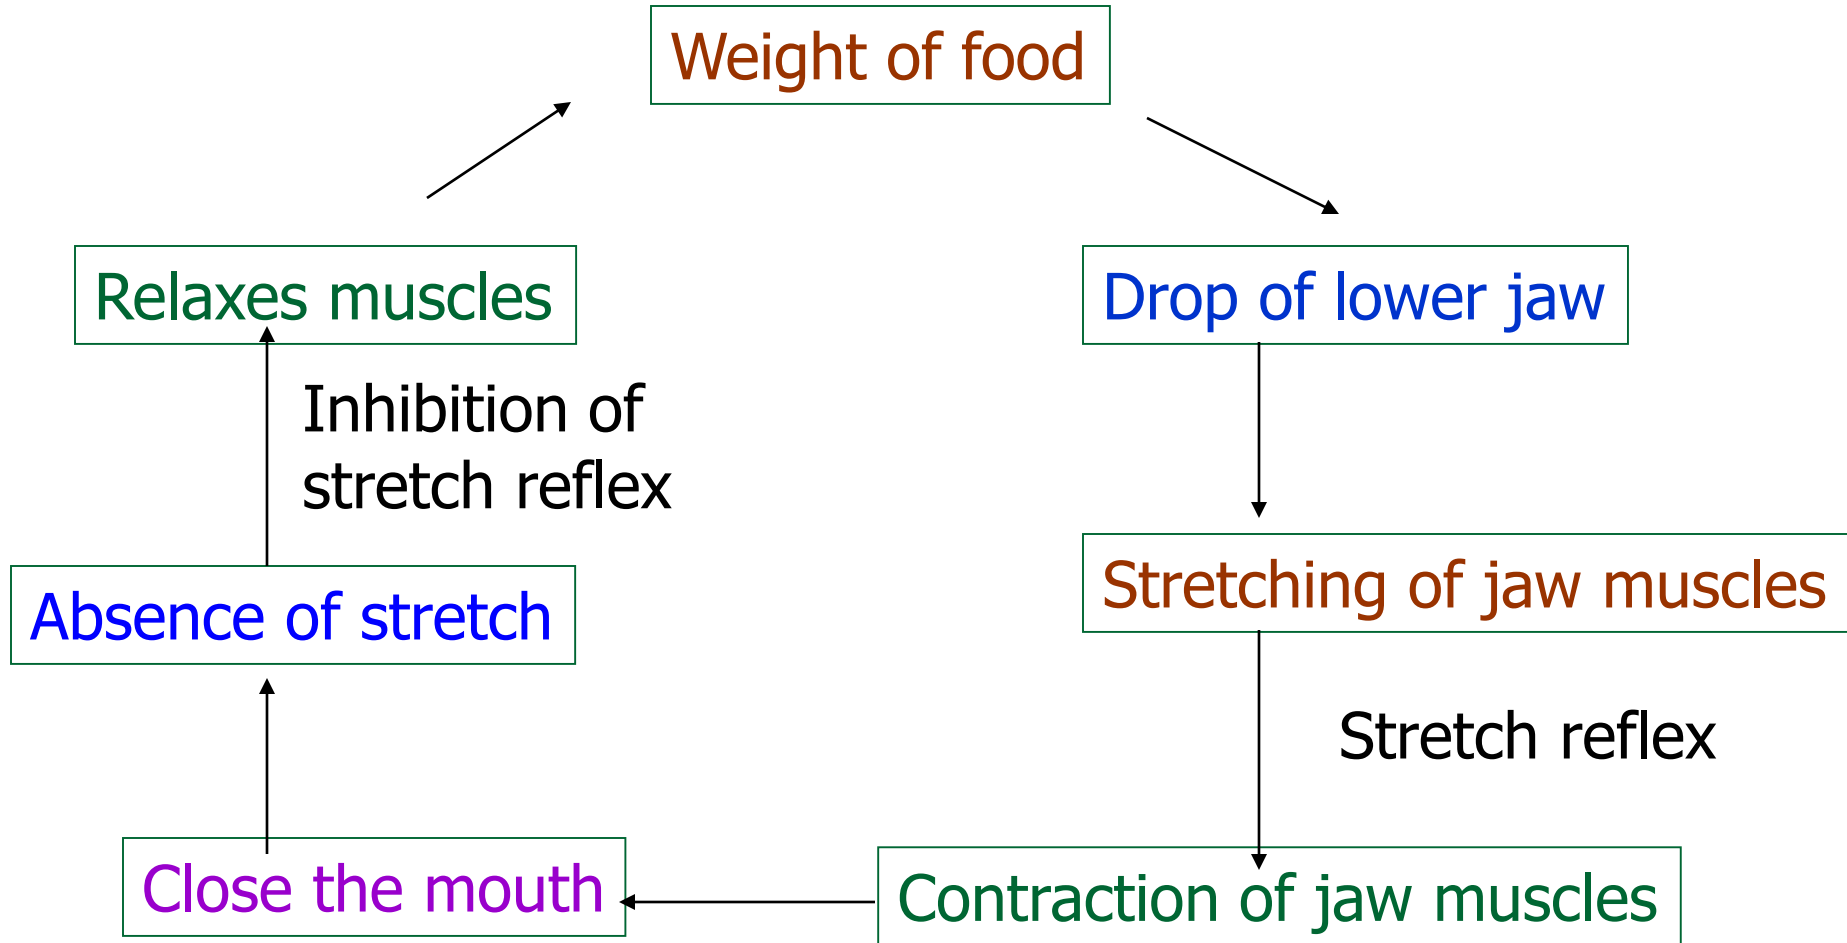 Weight of food
Relaxes muscles
Drop of lower jaw
Inhibition of
stretch reflex
Stretching of jaw muscles
Absence of stretch
Stretch reflex
Close the mouth
Contraction of jaw muscles